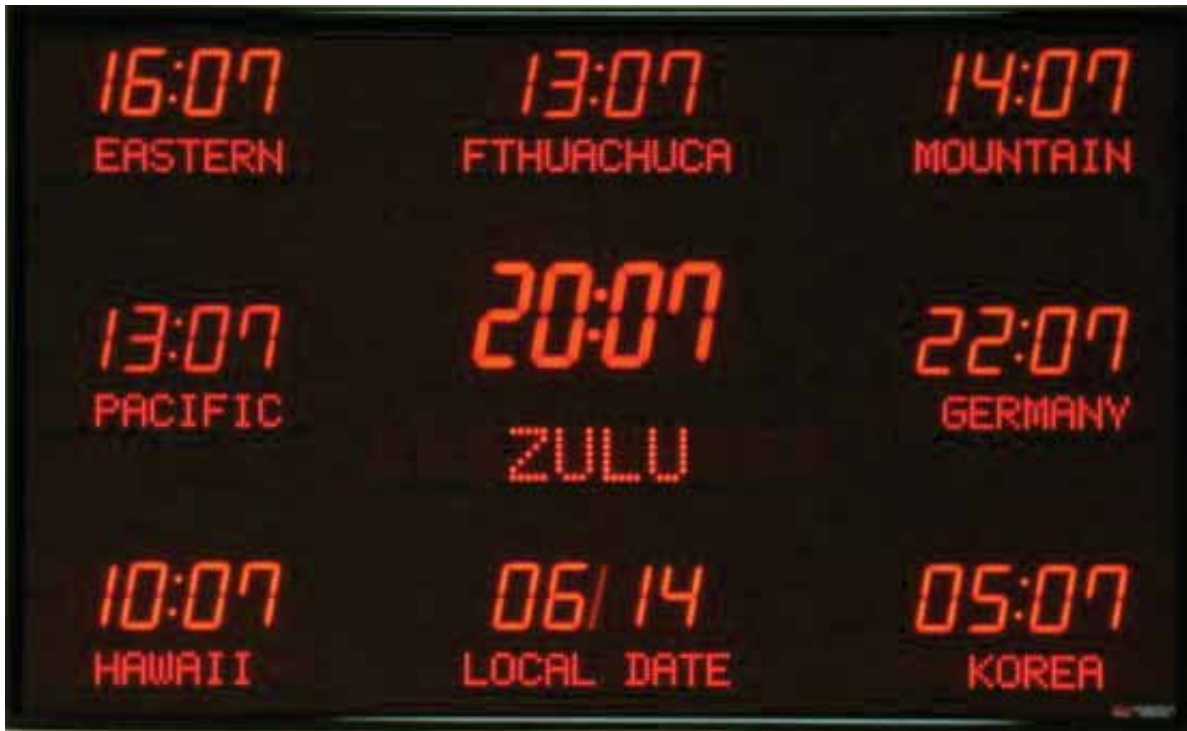 16:07 13:07 14:07
EASTERN FTHUACHUCA MOUNTAIN
20:07
13:07 22:07
PACIFIC GERMANY
ZULU
10:07 06/14 05:07
HAWAII LOCAL DATE KOREA